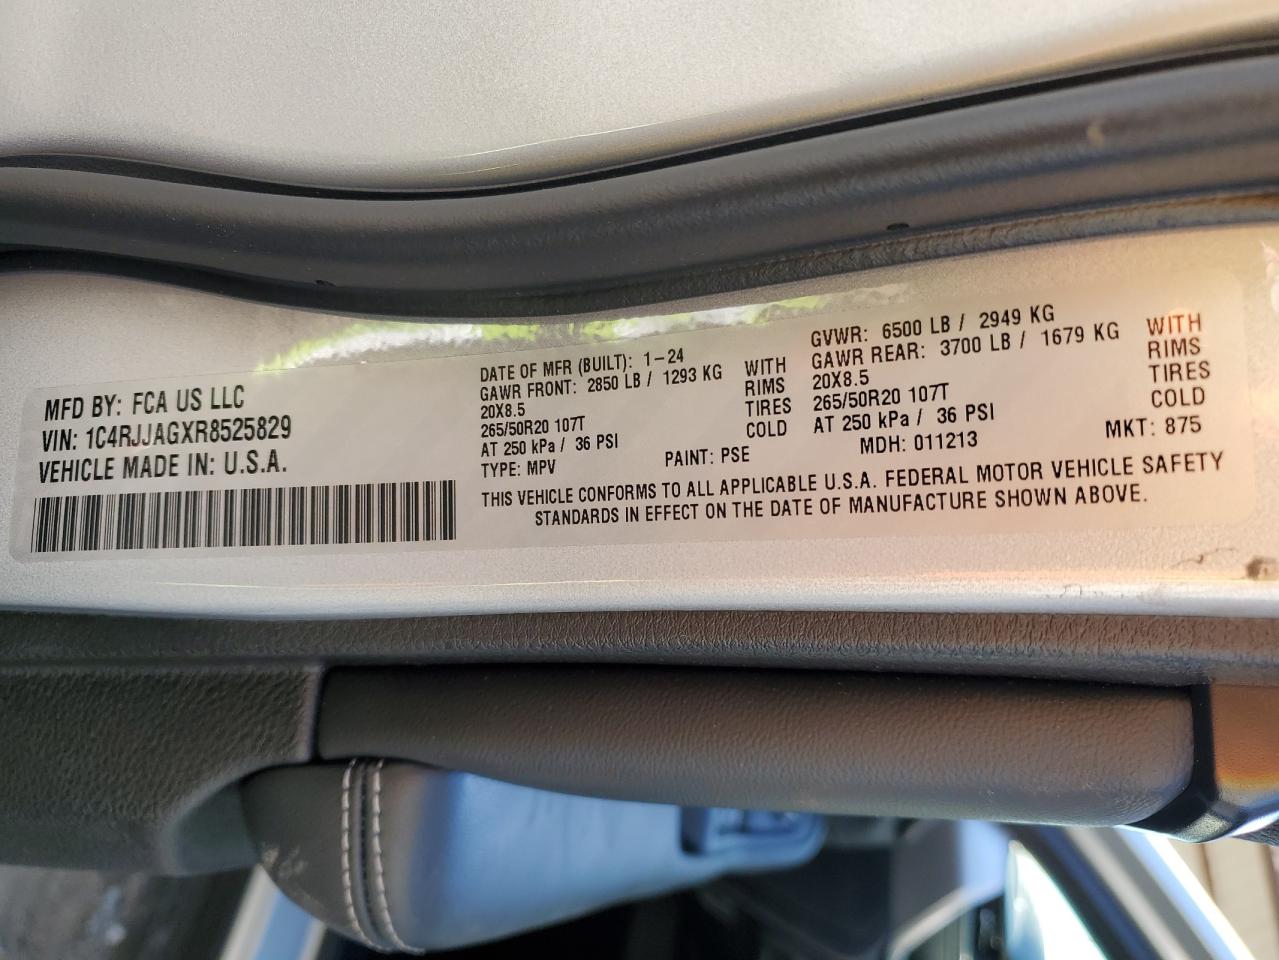 MFD BY: FCA US LLC
VIN: 1C4RJJAGXR8525829
VEHICLE MADE IN: U.S.A.
DATE OF MFR (BUILT): 1-24
GAWR FRONT: 2850 LB / 1293 KG WITH
20X8.5 RIMS
265/50R20 107T TIRES
AT 250 kPa / 36 PSI COLD
TYPE: MPV PAINT: PSE
GVWR: 6500 LB / 2949 KG
GAWR REAR: 3700 LB / 1679 KG WITH
20X8.5 RIMS
265/50R20 107T TIRES
AT 250 kPa / 36 PSI COLD
MDH: 011213 MKT: 875
THIS VEHICLE CONFORMS TO ALL APPLICABLE U.S.A. FEDERAL MOTOR VEHICLE SAFETY
STANDARDS IN EFFECT ON THE DATE OF MANUFACTURE SHOWN ABOVE.